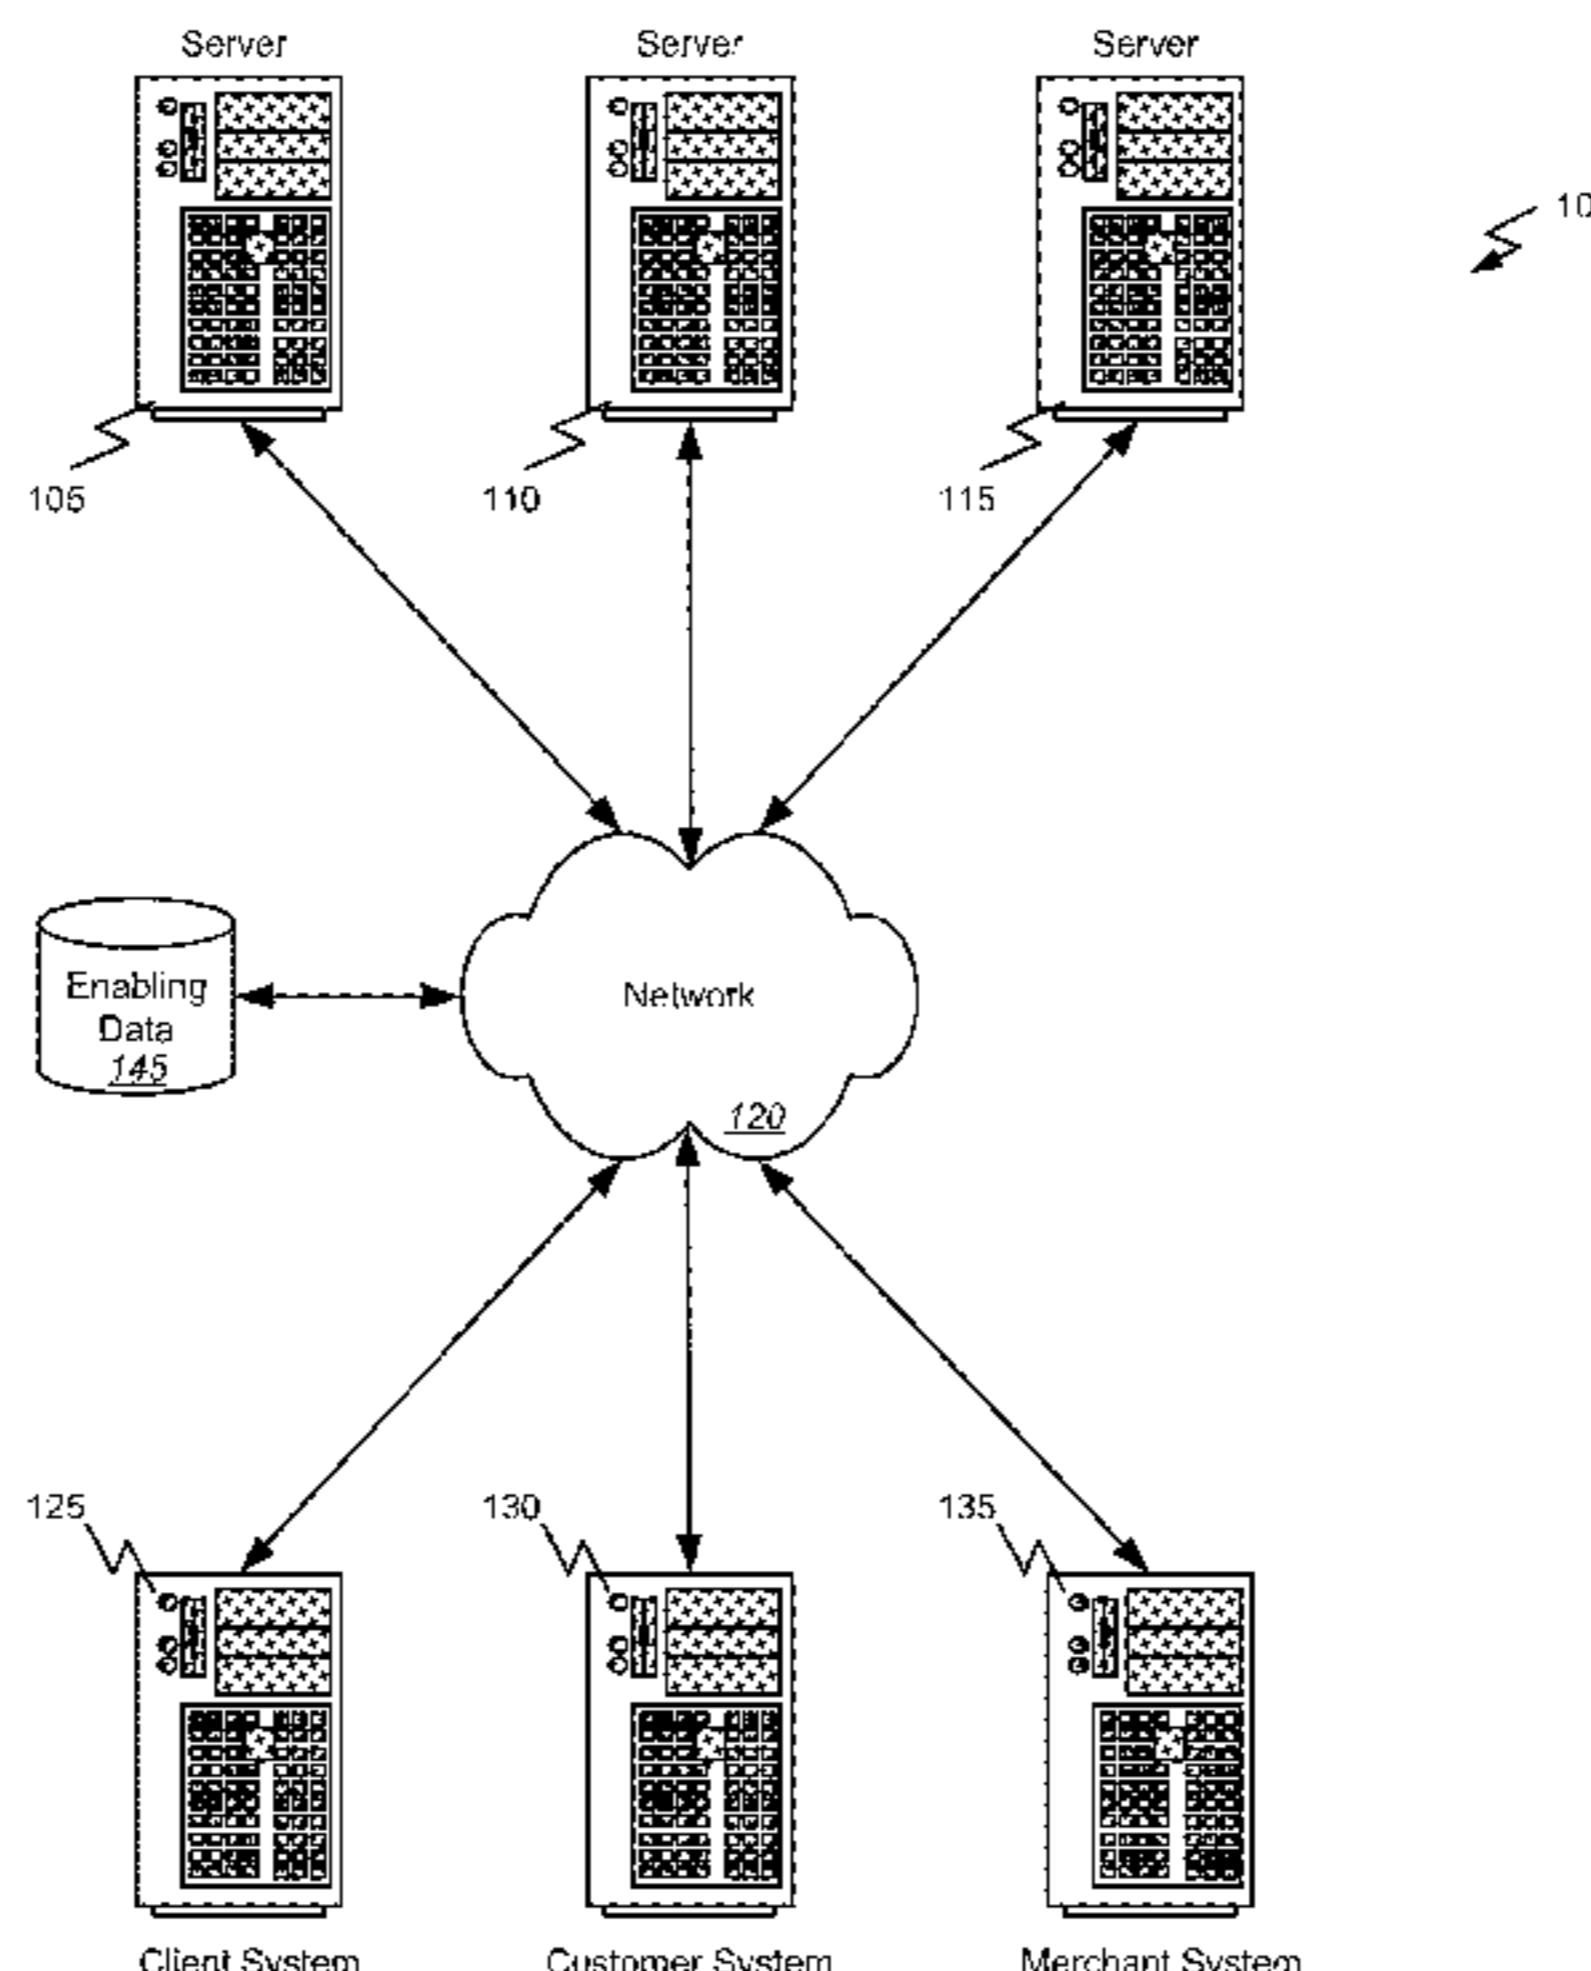 Server Server Server
10
105 110 115
Enabling
Data
145
Network
120
125 130 135
Client System Customer System Merchant System